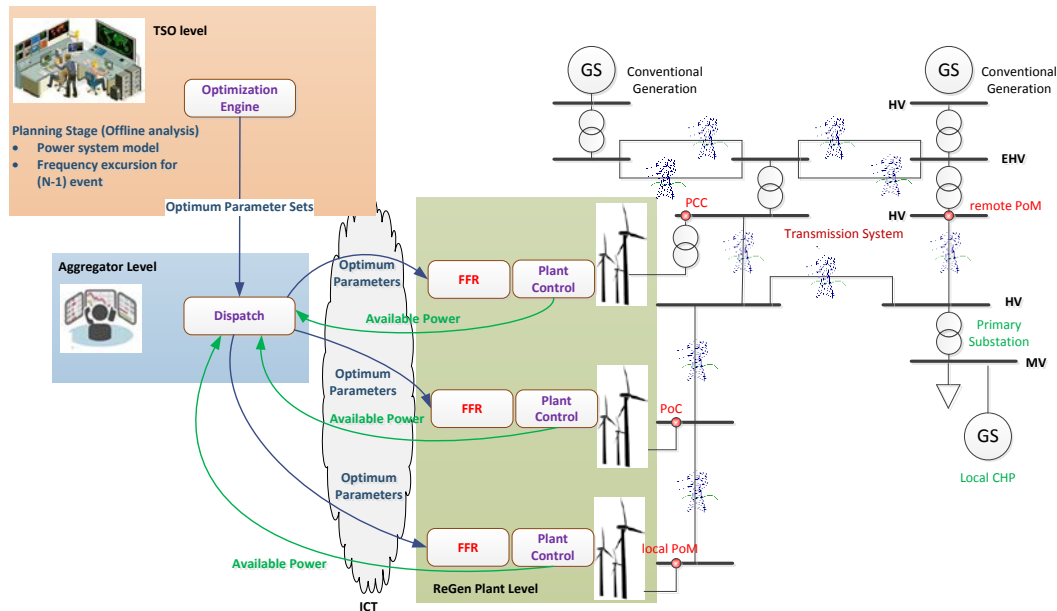 TSO level
Optimization
Engine
Planning Stage (Offline analysis)
• Power system model
• Frequency excursion for
(N-1) event
Optimum Parameter Sets
Aggregator Level
Dispatch
Optimum
Parameters
Available Power
Optimum
Parameters
Available Power
Optimum
Parameters
Available Power
ICT
FFR
Plant
Control
FFR
Plant
Control
FFR
Plant
Control
ReGen Plant Level
GS
Conventional
Generation
GS
Conventional
Generation
HV
EHV
PCC
HV
remote PoM
Transmission System
HV
Primary
Substation
MV
PoC
GS
Local CHP
local PoM